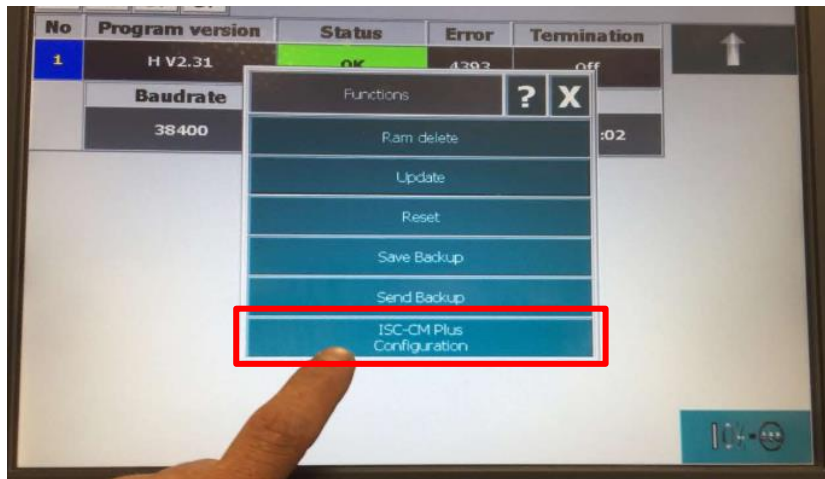 No Program version Status Error Termination
1 H V2.31 OK 4393 Off
Functions ? X
Baudrate
38400 :02
Ram delete
Update
Reset
Save Backup
Send Backup
ISC-CM Plus
Configuration